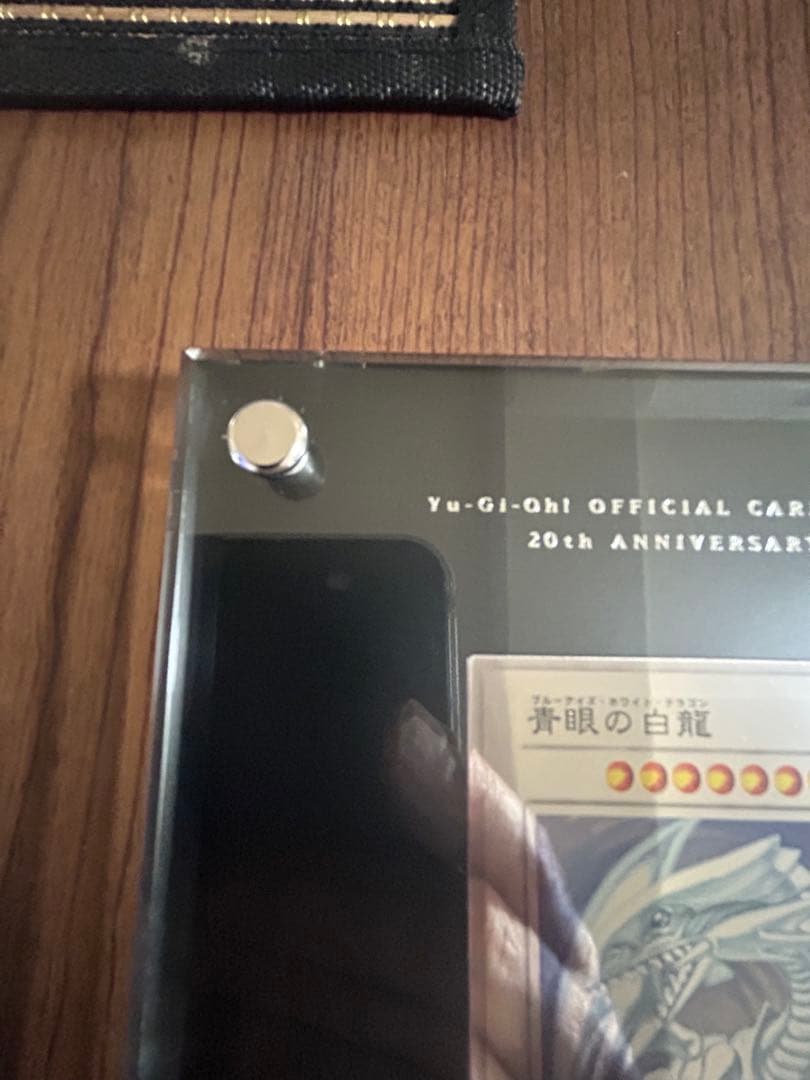 Yu-Gi-Oh! OFFICIAL CAR
20th ANNIVERSARY
ブルーアイズ・ホワイト・ドラゴン
青眼の白龍